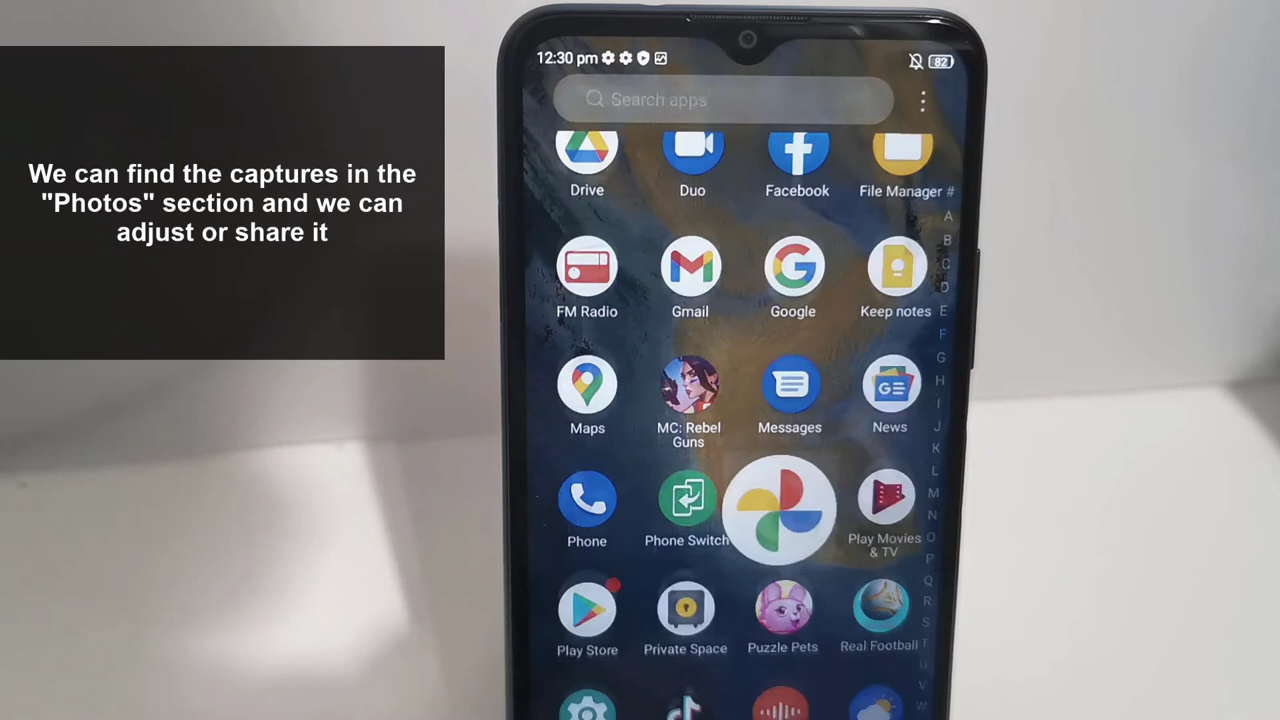 We can find the captures in the
"Photos" section and we can
adjust or share it
12:30 pm
82
Search apps
Drive
Duo
Facebook
File Manager
FM Radio
Gmail
Google
Keep notes
GE
Maps
MC: Rebel
Guns
Messages
News
Phone
Phone Switch
Play Movies
& TV
Play Store
Private Space
Puzzle Pets
Real Football
#
A
B
C
D
E
F
G
H
I
J
K
L
M
N
O
P
Q
R
S
T
U
V
W